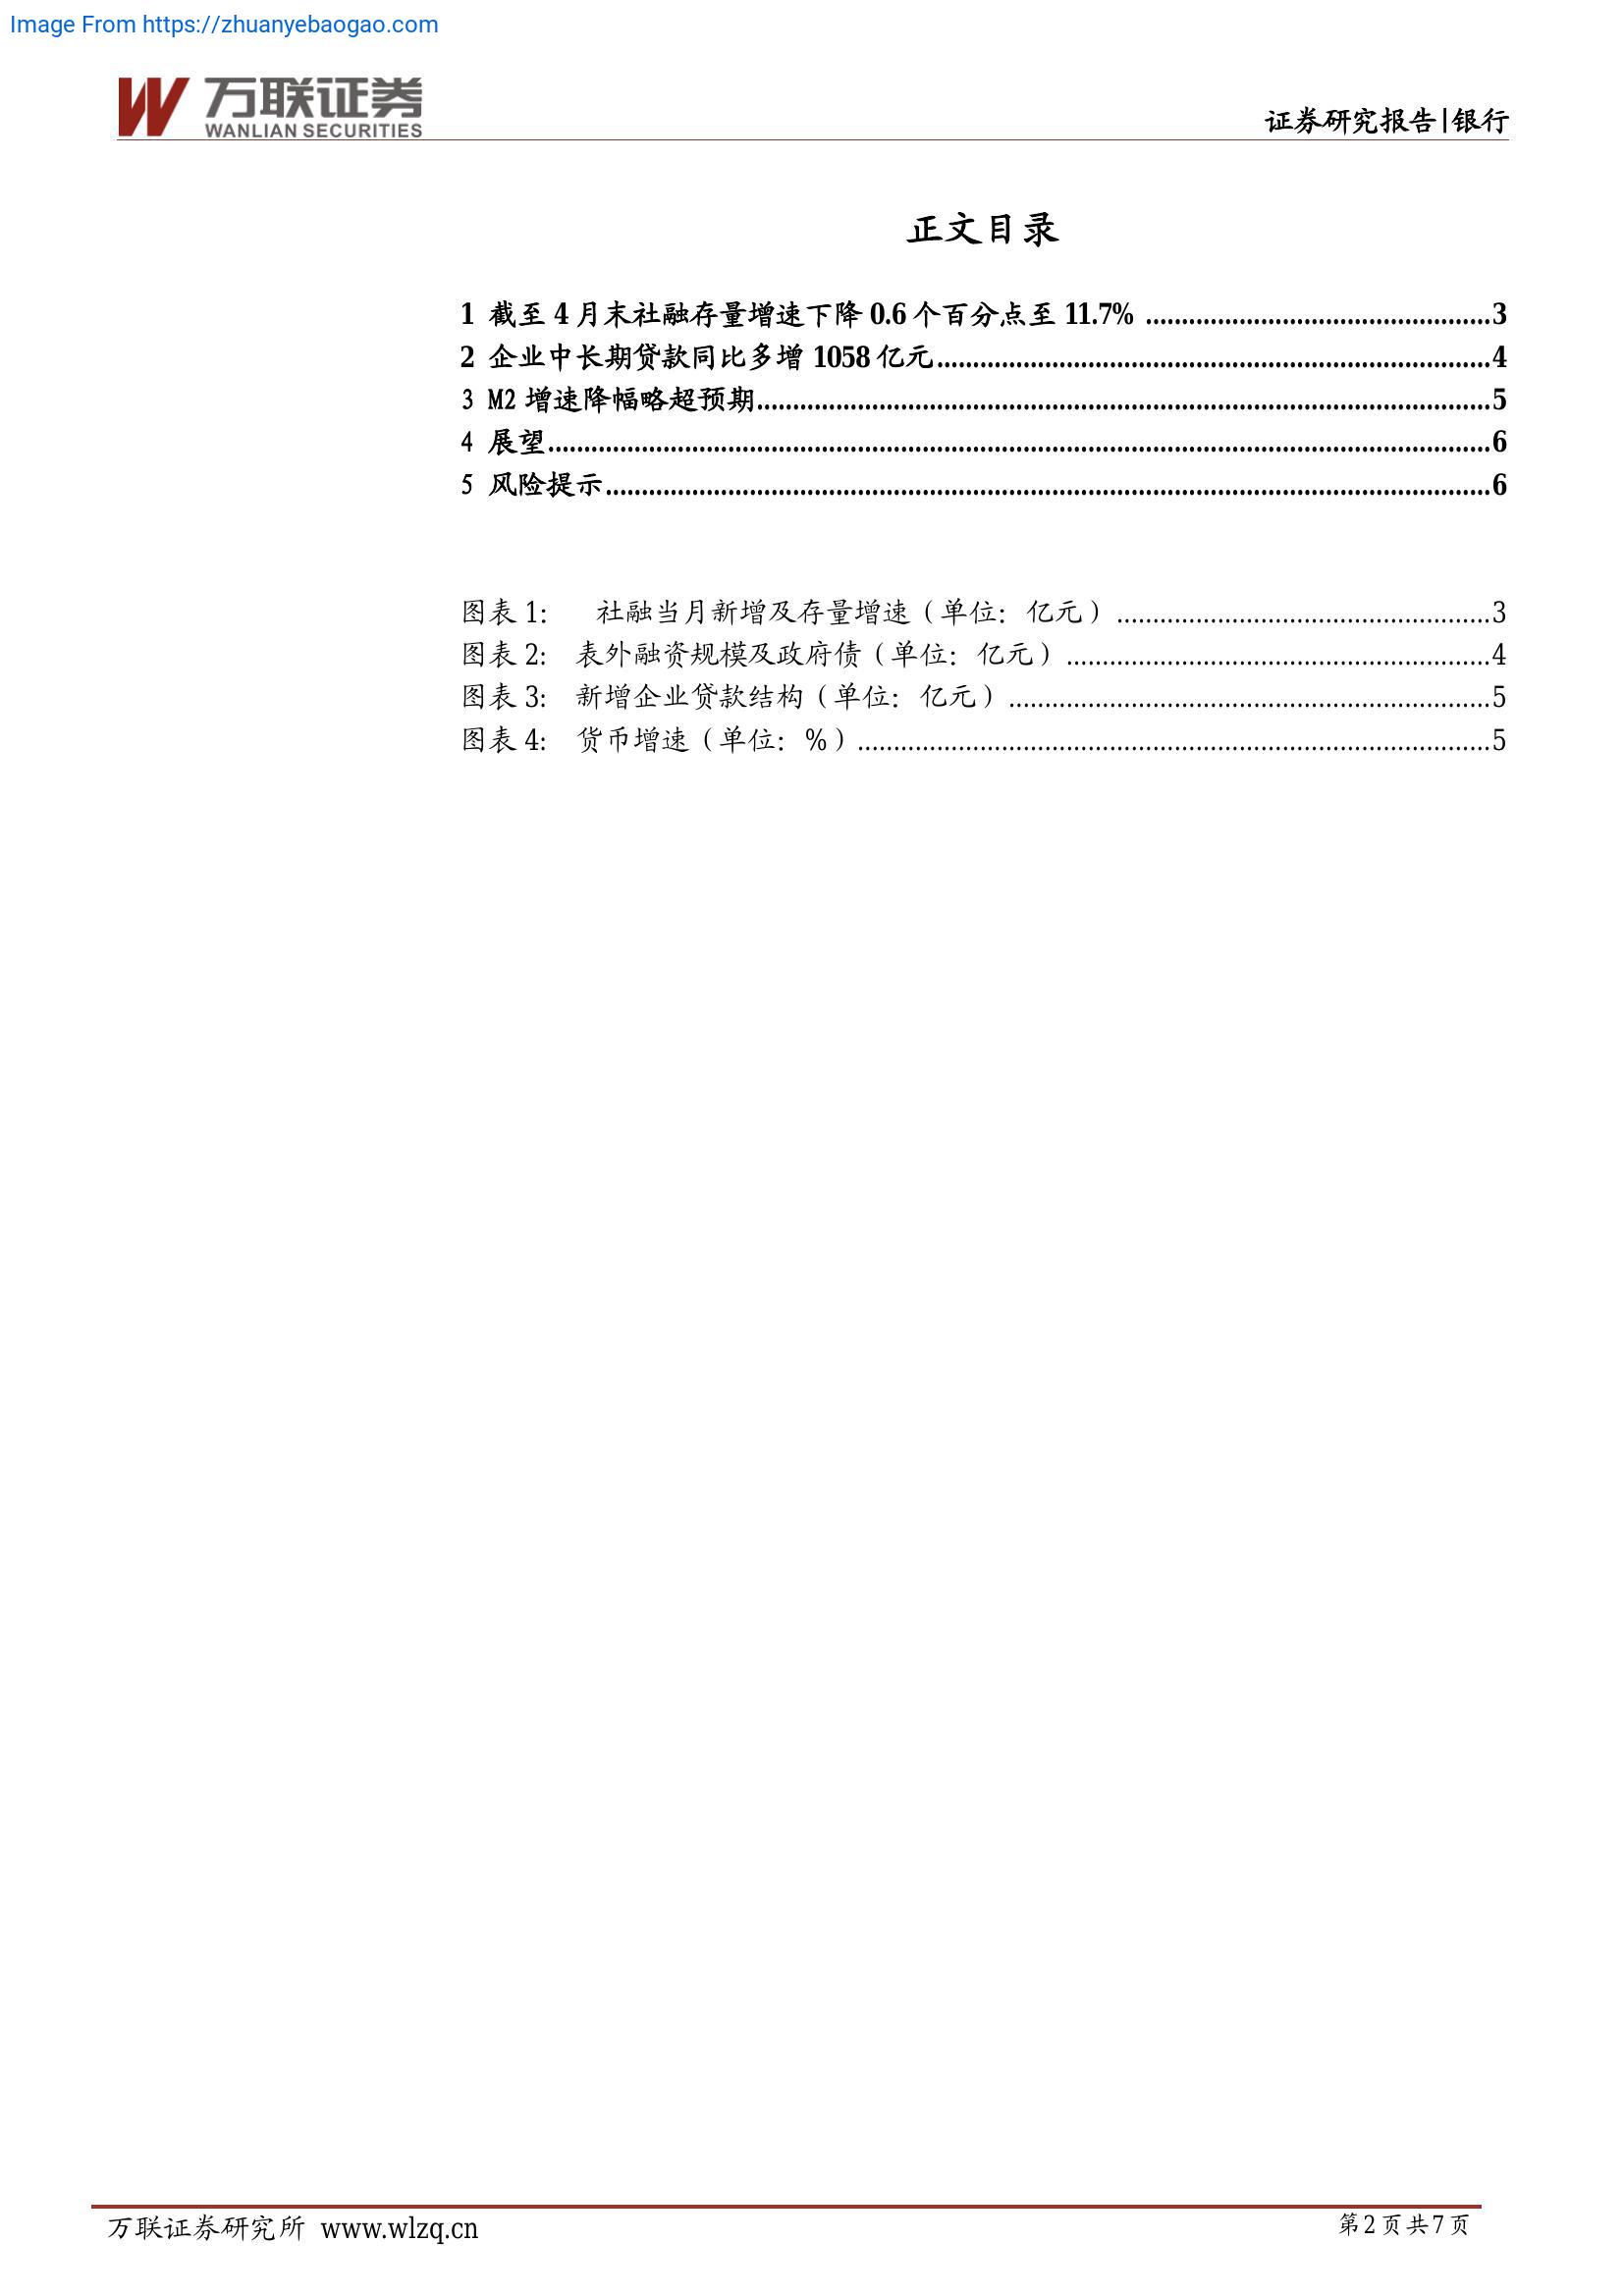 Image From https://zhuanyebaogao.com
万联证券
WANLIAN SECURITIES
证券研究报告|银行
正文目录
1 截至 4 月末社融存量增速下降 0.6 个百分点至 11.7% ................................................3
2 企业中长期贷款同比多增 1058 亿元.............................................................................4
3 M2 增速降幅略超预期......................................................................................................5
4 展望...................................................................................................................................6
5 风险提示...........................................................................................................................6
图表 1: 社融当月新增及存量增速（单位：亿元）....................................................3
图表 2: 表外融资规模及政府债（单位：亿元）...........................................................4
图表 3: 新增企业贷款结构（单位：亿元）...................................................................5
图表 4: 货币增速（单位：%）........................................................................................5
万联证券研究所 www.wlzq.cn
第 2 页 共 7 页